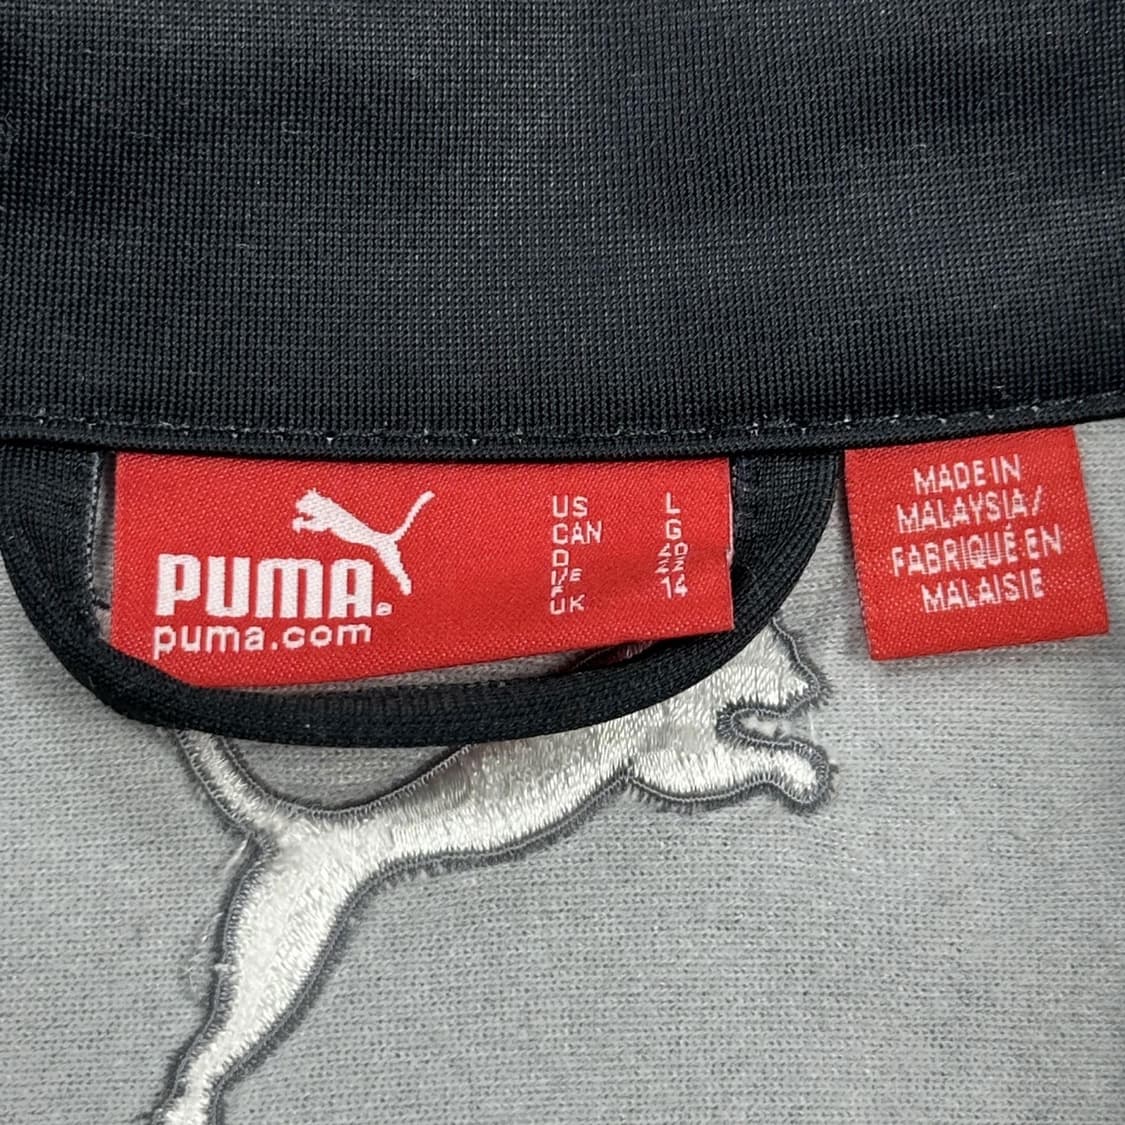 PUMA®
puma.com
US L
CAN G
D
UK 14
MADE IN
MALAYSIA/
FABRIQUÉ EN
MALAISIE